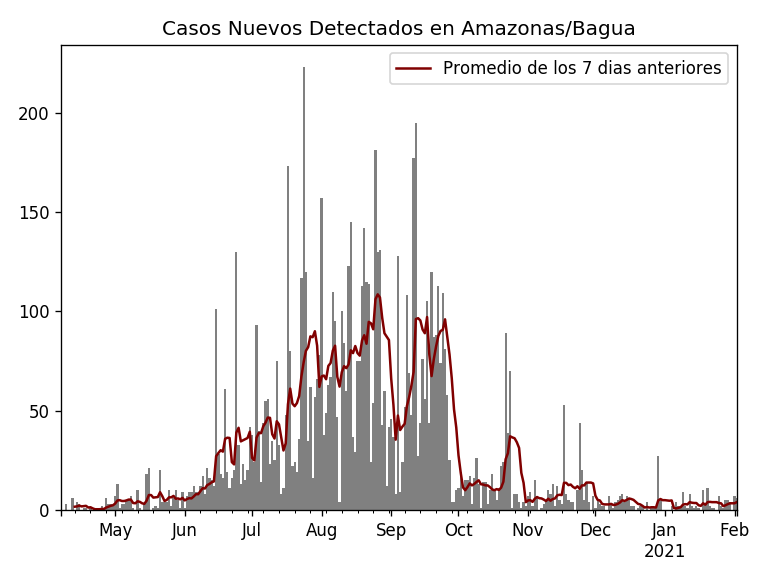 Casos Nuevos Detectados en Amazonas/Bagua
Promedio de los 7 dias anteriores
200
150
100
50
0
May Jun Jul Aug Sep Oct Nov Dec Jan Feb
2021